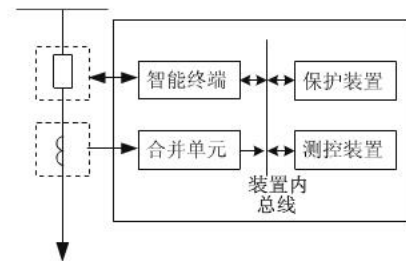 智能终端
保护装置
合并单元
测控装置
装置内
总线